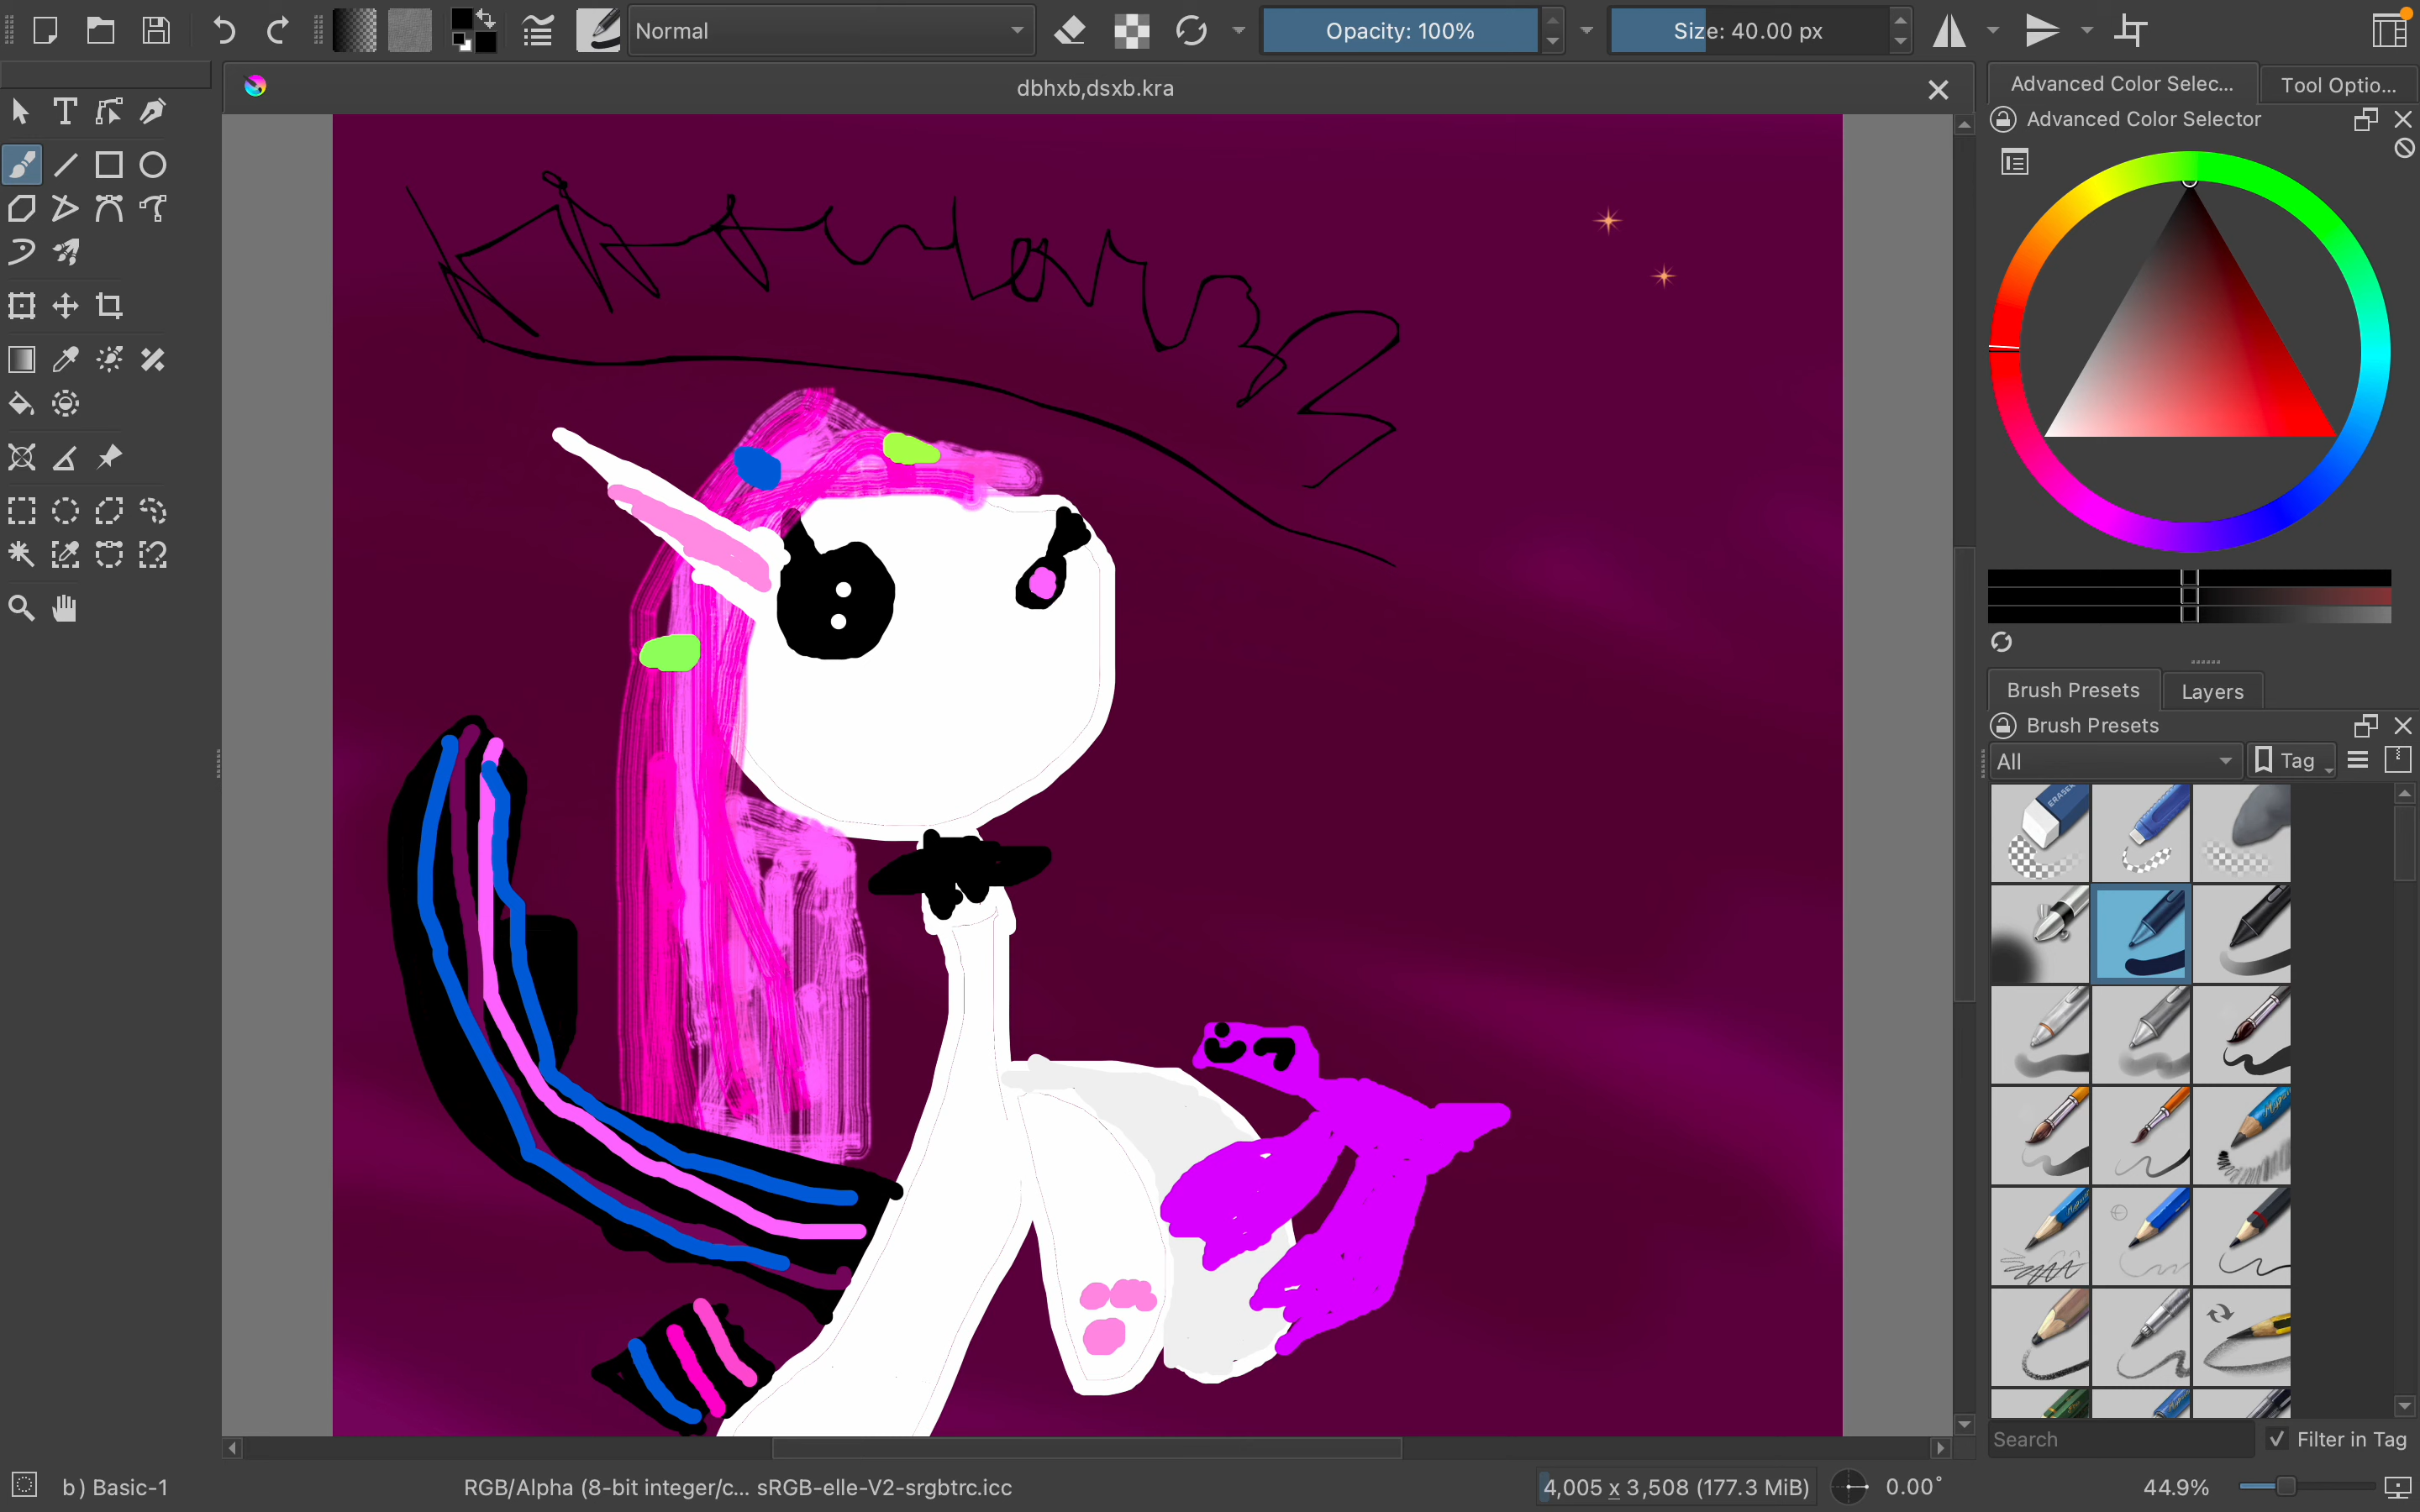 Normal
Opacity: 100%
Size: 40.00 px
dbhxb,dsxb.kra
Advanced Color Selec...
Tool Optio...
Advanced Color Selector
Brush Presets
Layers
Brush Presets
All
Tag
ERASER
Search
Filter in Tag
b) Basic-1
RGB/Alpha (8-bit integer/c... sRGB-elle-V2-srgbtrc.icc
4,005 x 3,508 (177.3 MiB)
0.00°
44.9%